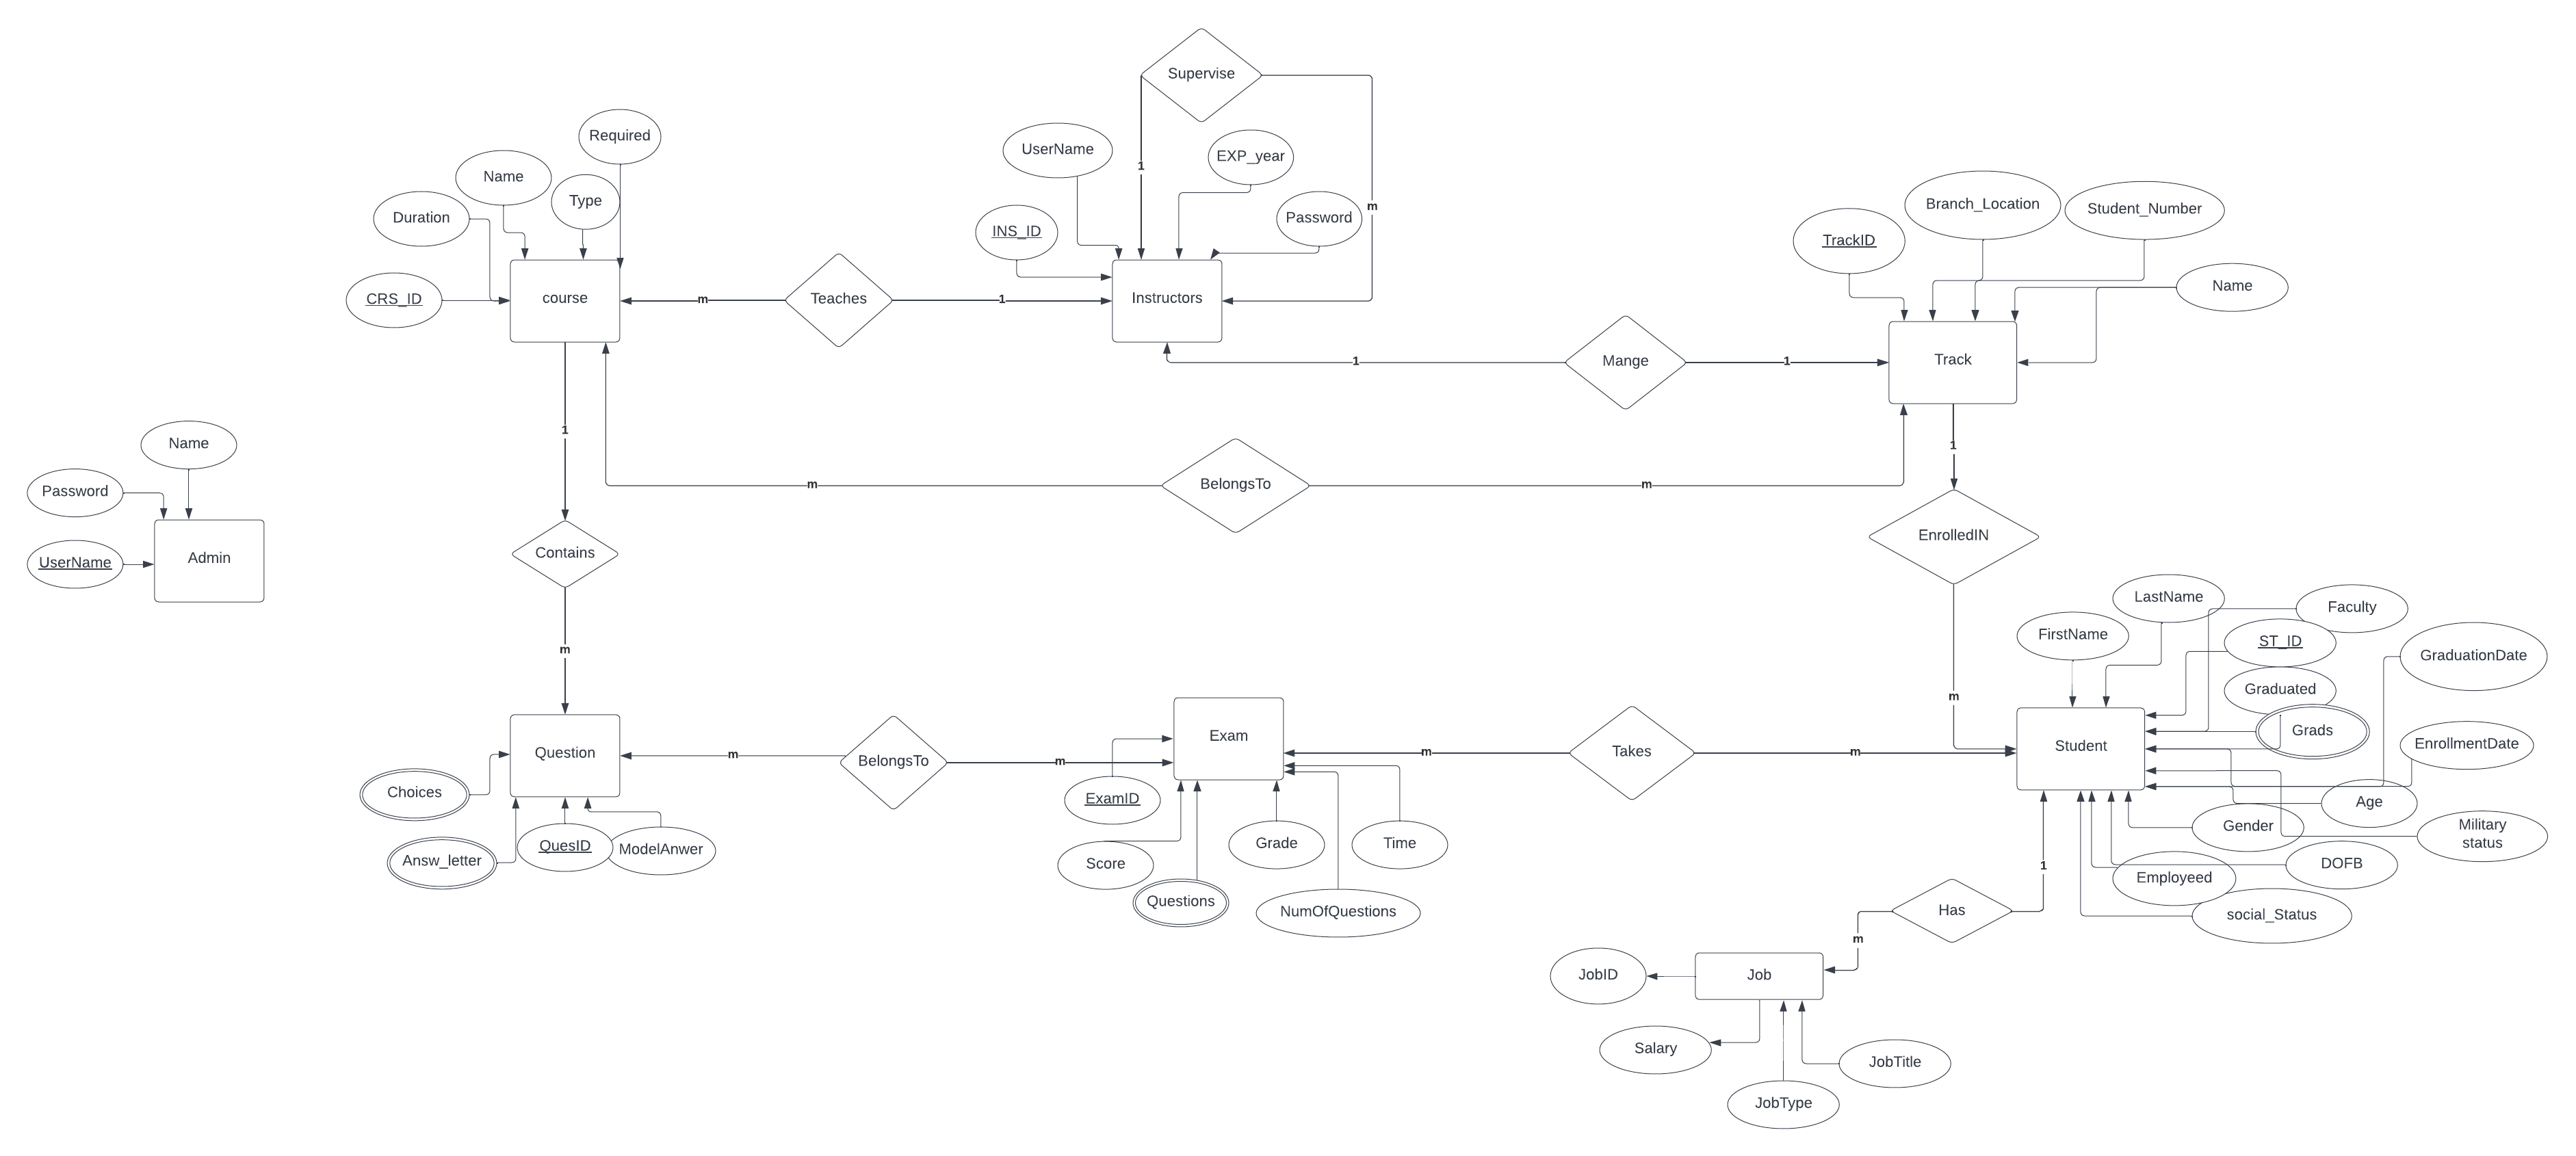 Supervise
Required
UserName
EXP_year
Name
1
Type
Branch_Location
Student_Number
m
Duration
Password
INS_ID
TrackID
Name
CRS_ID
course
m
Teaches
1
Instructors
1
Mange
1
Track
1
Name
1
Password
m
BelongsTo
m
EnrolledIN
Contains
Admin
UserName
LastName
Faculty
FirstName
ST_ID
m
GraduationDate
Graduated
m
Grads
Exam
Question
m
BelongsTo
m
m
Takes
m
Student
EnrollmentDate
Choices
ExamID
Age
Gender
Military
status
QuesID
ModelAnwer
Grade
Time
Answ_letter
Score
1
DOFB
Employeed
Questions
NumOfQuestions
Has
social_Status
m
JobID
Job
Salary
JobTitle
JobType